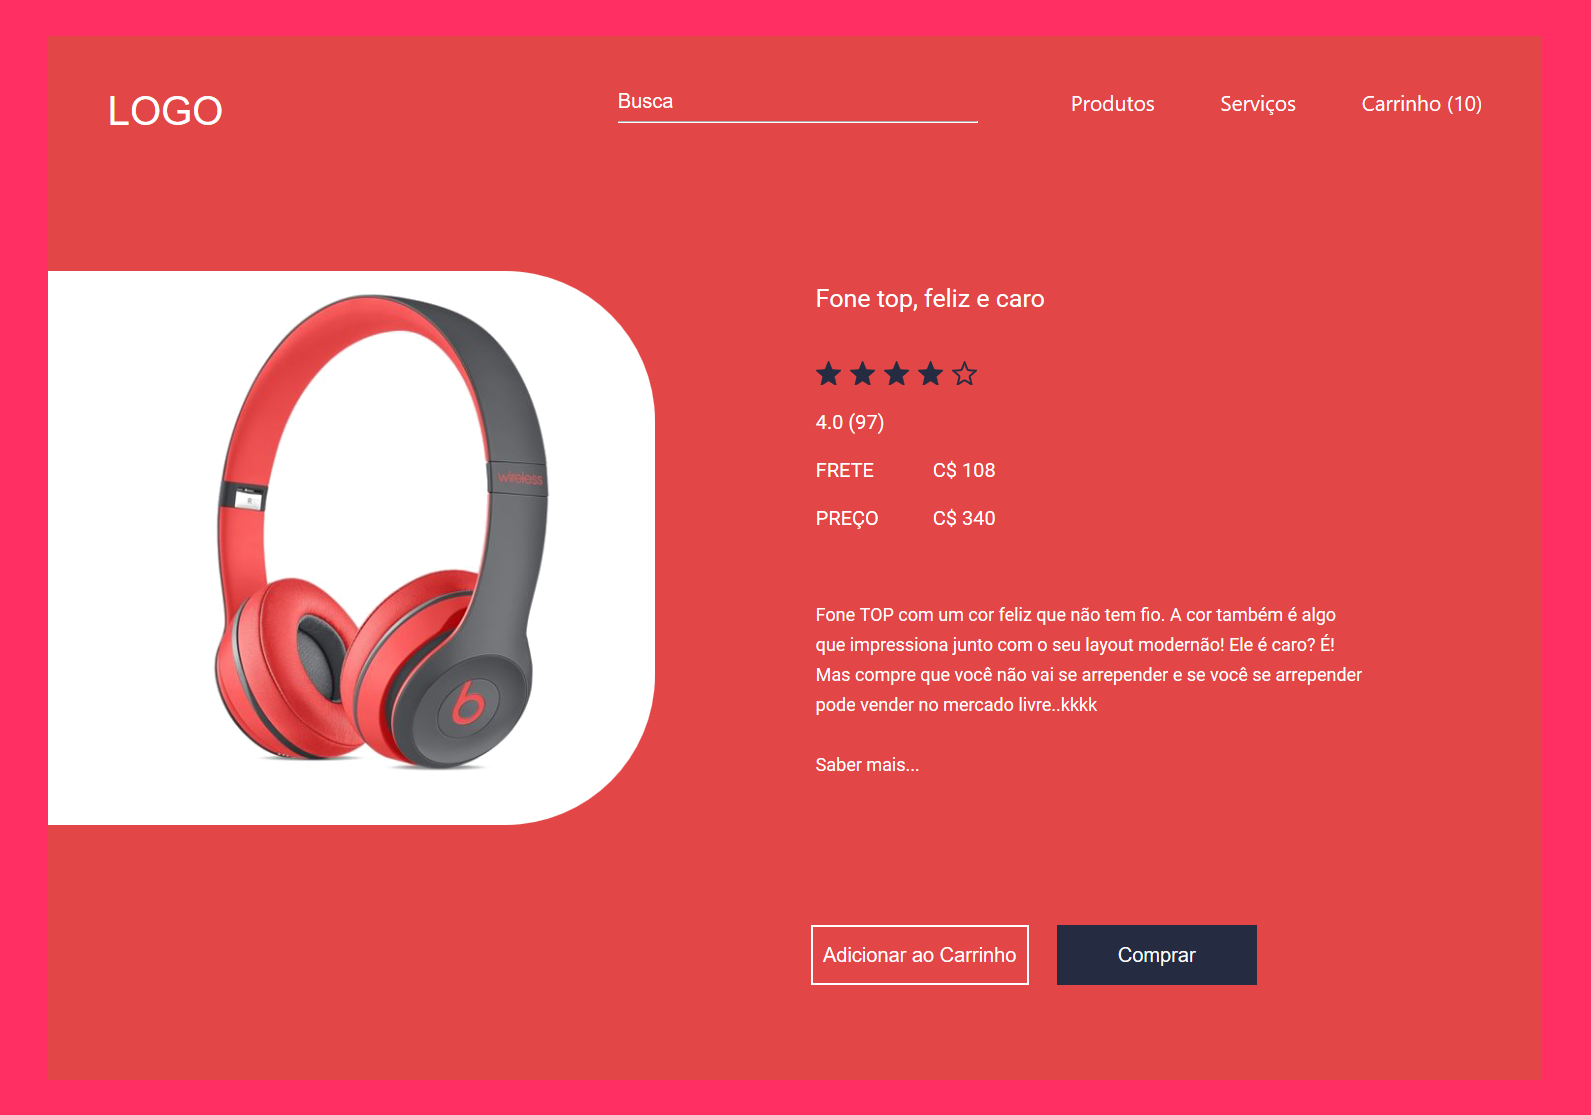 LOGO
Busca
Produtos
Serviços
Carrinho (10)
Fone top, feliz e caro
4.0 (97)
FRETE C$ 108
PREÇO C$ 340
Fone TOP com um cor feliz que não tem fio. A cor também é algo
que impressiona junto com o seu layout modernão! Ele é caro? É!
Mas compre que você não vai se arrepender e se você se arrepender
pode vender no mercado livre..kkkk
Saber mais...
wireless
b
Adicionar ao Carrinho
Comprar